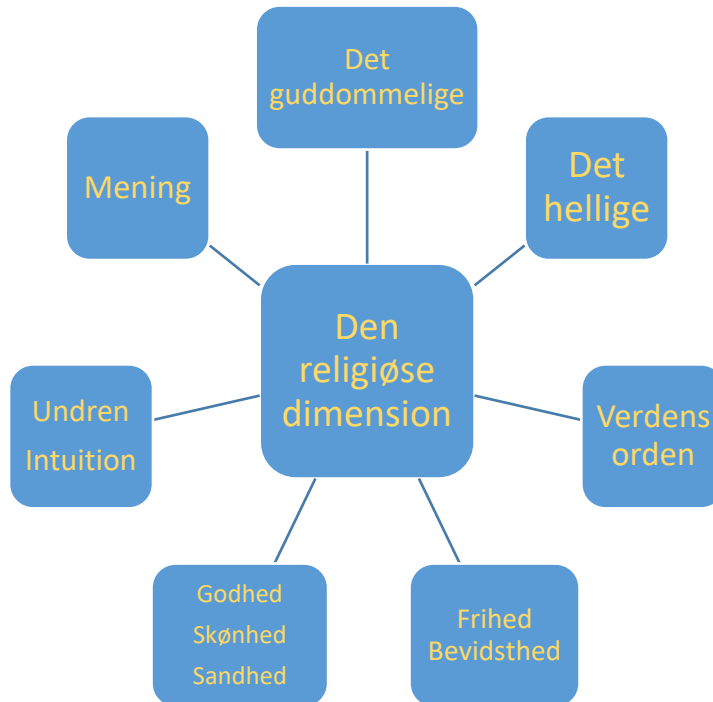 Det
guddommelige
Det
hellige
Mening
Den
religiøse
dimension
Undren
Intuition
Verdens
orden
Godhed
Skønhed
Sandhed
Frihed
Bevidsthed